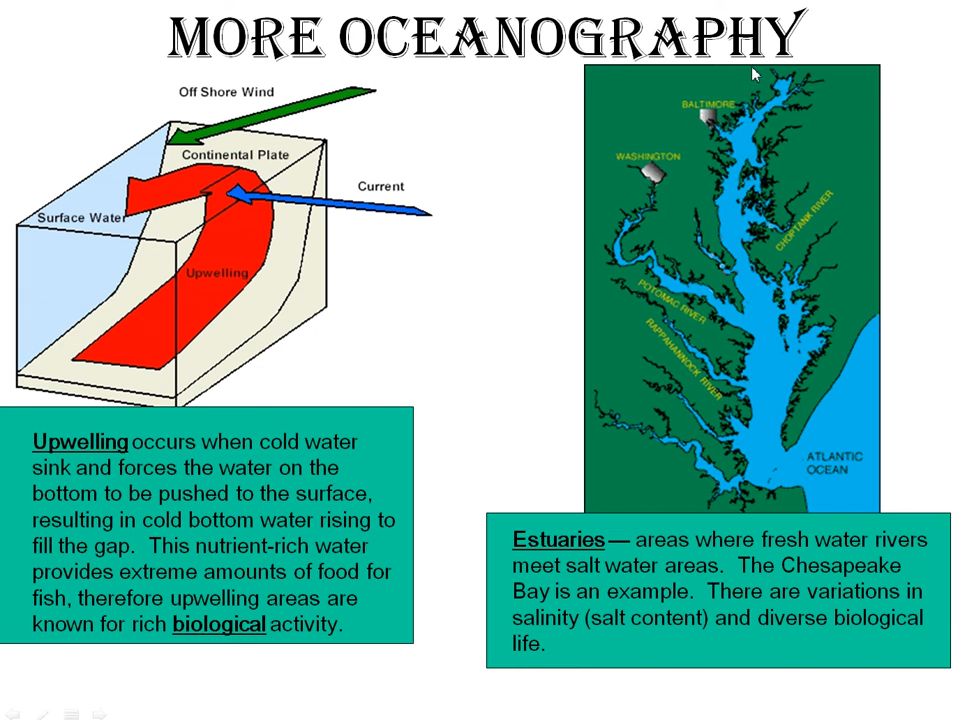 MORE OCEANOGRAPHY
Off Shore Wind
Continental Plate
Current
Surface Water
Upwelling
BALTIMORE
WASHINGTON
CHOPTANK RIVER
POTOMAC RIVER
RAPPAHANNOCK RIVER
ATLANTIC
OCEAN
Upwelling occurs when cold water
sink and forces the water on the
bottom to be pushed to the surface,
resulting in cold bottom water rising to
fill the gap. This nutrient-rich water
provides extreme amounts of food for
fish, therefore upwelling areas are
known for rich biological activity.
Estuaries — areas where fresh water rivers
meet salt water areas. The Chesapeake
Bay is an example. There are variations in
salinity (salt content) and diverse biological
life.